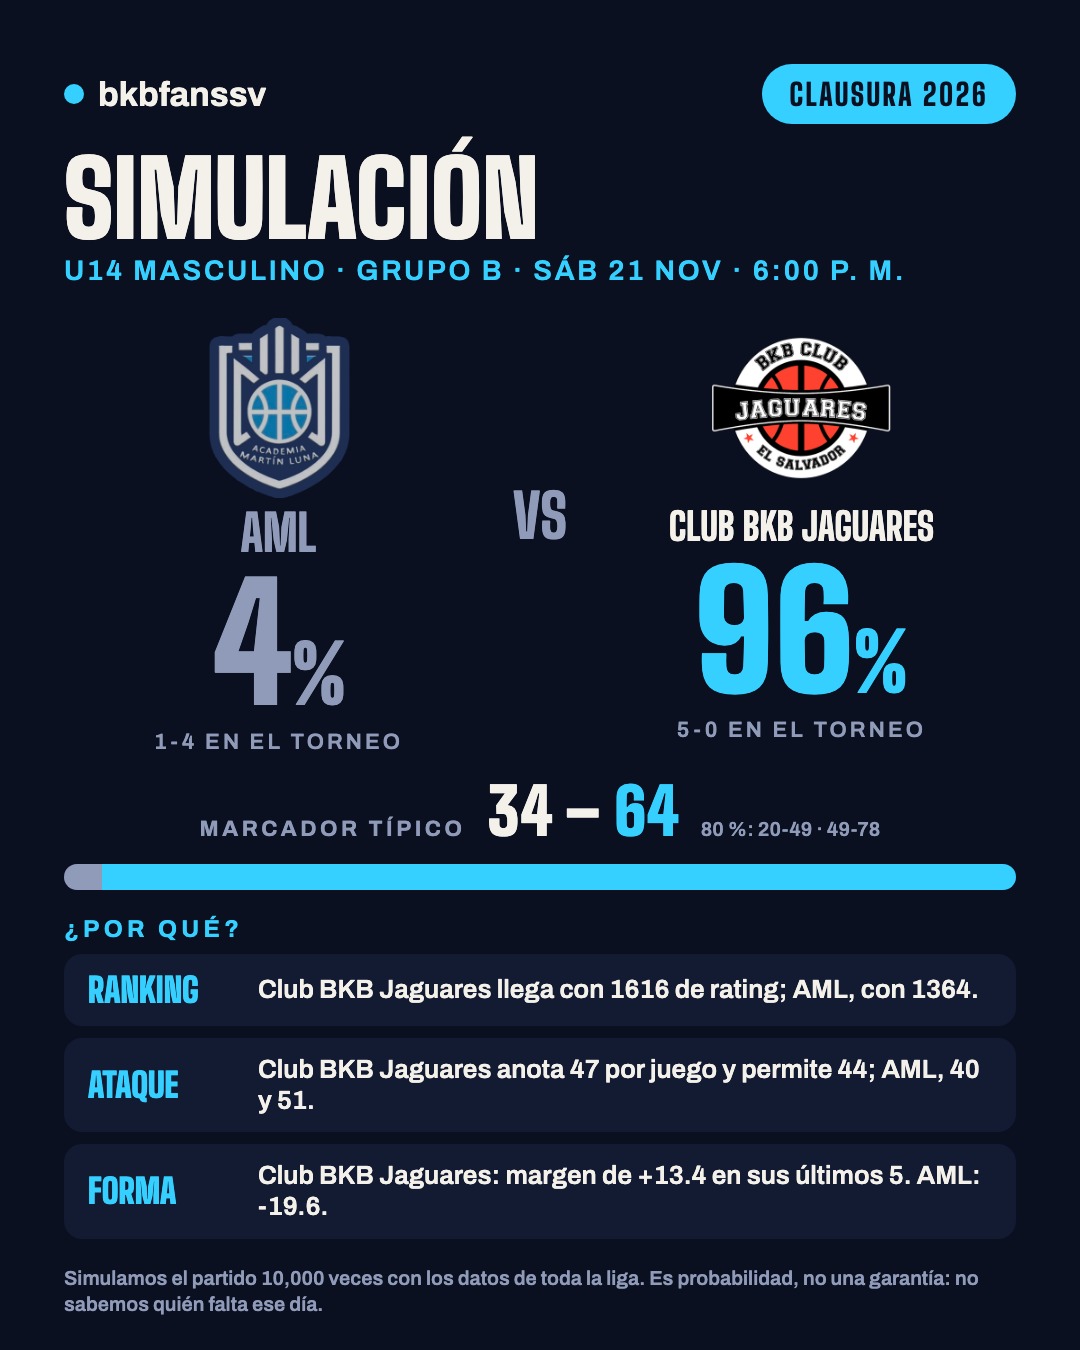 bkbfanssv
CLAUSURA 2026
SIMULACIÓN
U14 MASCULINO · GRUPO B · SÁB 21 NOV · 6:00 P. M.
ACADEMIA
MARTÍN LUNA
BKB CLUB
JAGUARES
EL SALVADOR
AML
VS
CLUB BKB JAGUARES
4%
96%
1-4 EN EL TORNEO
5-0 EN EL TORNEO
MARCADOR TÍPICO 34 – 64 80 %: 20-49 · 49-78
¿POR QUÉ?
RANKING
Club BKB Jaguares llega con 1616 de rating; AML, con 1364.
ATAQUE
Club BKB Jaguares anota 47 por juego y permite 44; AML, 40
y 51.
FORMA
Club BKB Jaguares: margen de +13.4 en sus últimos 5. AML:
-19.6.
Simulamos el partido 10,000 veces con los datos de toda la liga. Es probabilidad, no una garantía: no
sabemos quién falta ese día.